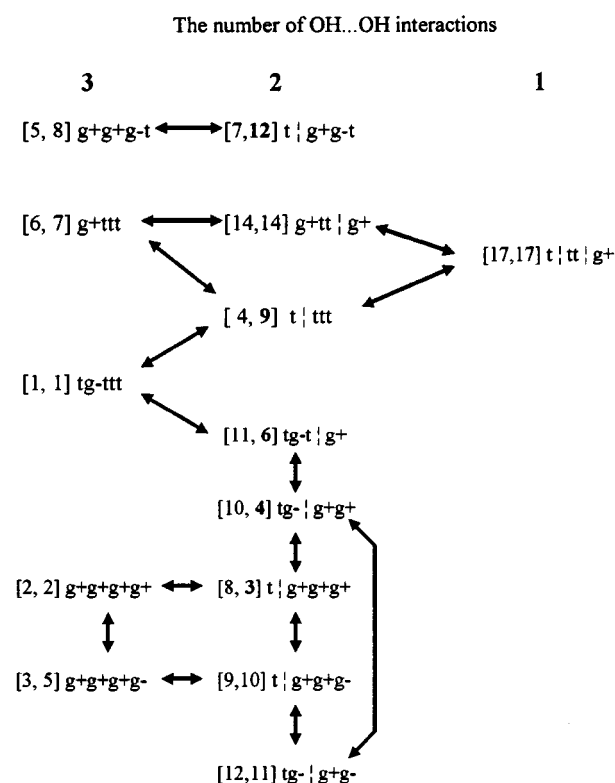 The number of OH...OH interactions
3 2 1
[5, 8] g+g+g-t [7,12] t ¦ g+g-t
[6, 7] g+ttt [14,14] g+tt ¦ g+
[17,17] t ¦ tt ¦ g+
[ 4, 9] t ¦ ttt
[1, 1] tg-ttt
[11, 6] tg-t ¦ g+
[10, 4] tg- ¦ g+g+
[2, 2] g+g+g+g+ [8, 3] t ¦ g+g+g+
[3, 5] g+g+g+g- [9,10] t ¦ g+g+g-
[12,11] tg- ¦ g+g-